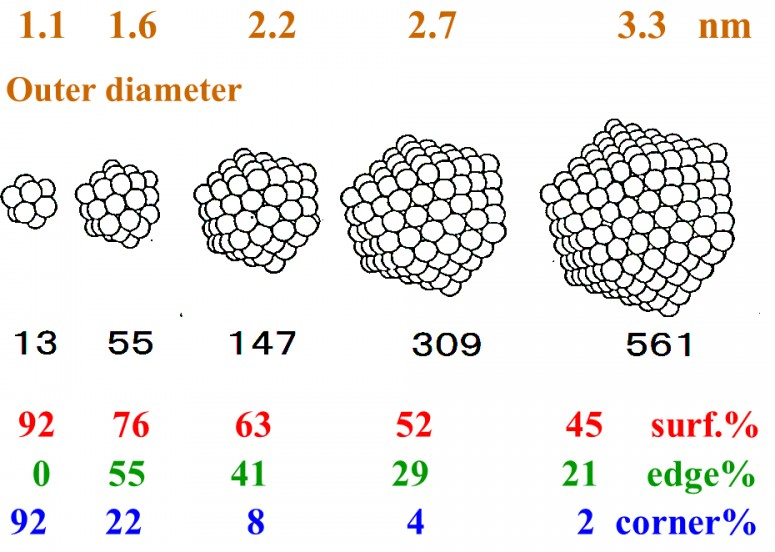 1.1 1.6 2.2 2.7 3.3 nm
Outer diameter
13 55 147 309 561
92 76 63 52 45 surf.%
0 55 41 29 21 edge%
92 22 8 4 2 corner%